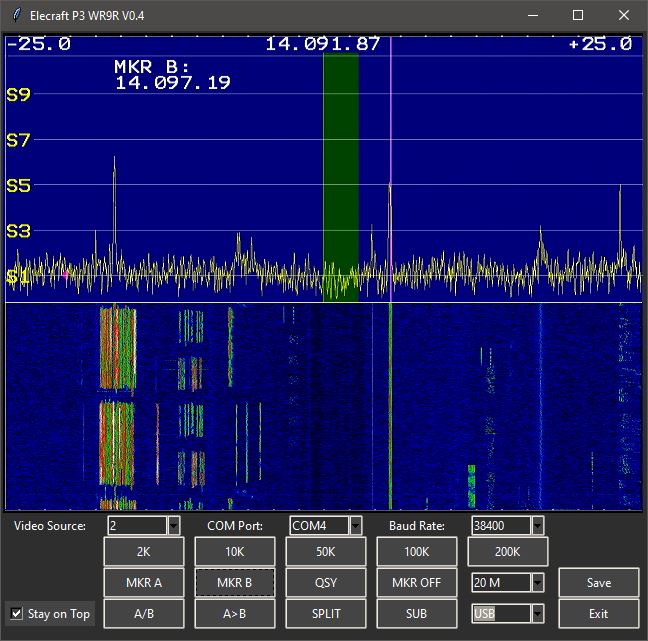 Elecraft P3 WR9R V0.4
-25.0 14.091.87 +25.0
MKR B:
14.097.19
S9
S7
S5
S3
S1
Video Source: 2 COM Port: COM4 Baud Rate: 38400
2K 10K 50K 100K 200K
MKR A MKR B QSY MKR OFF 20 M Save
Stay on Top A/B A>B SPLIT SUB USB Exit